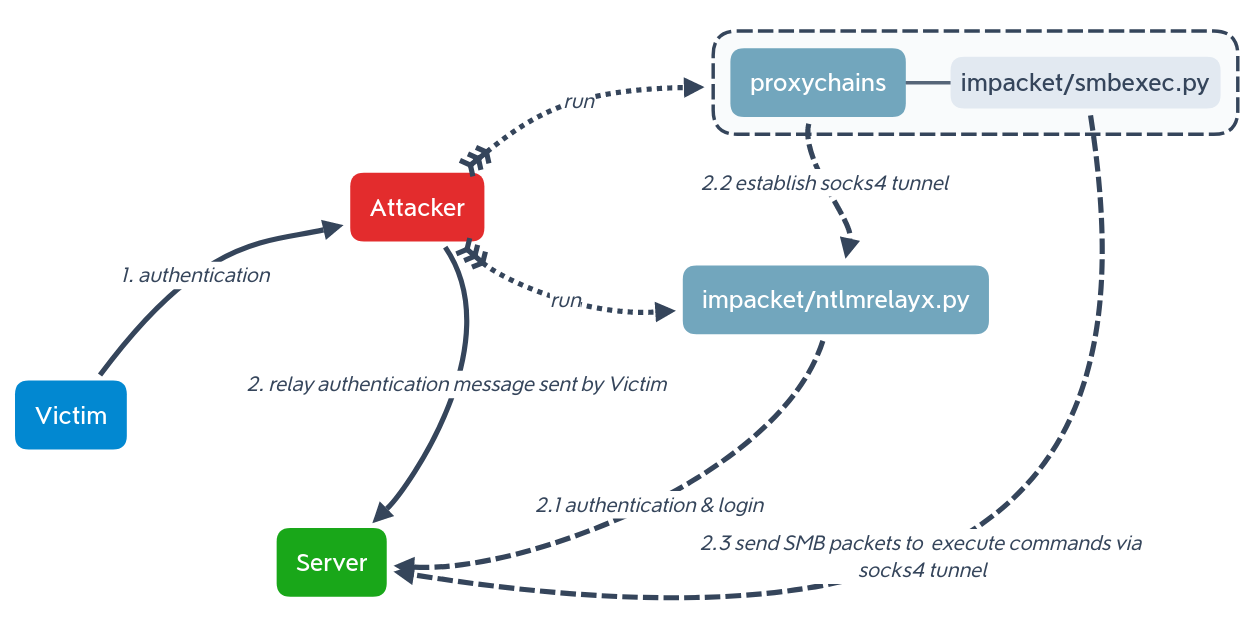 proxychains
impacket/smbexec.py
run
2.2 establish socks4 tunnel
Attacker
1. authentication
impacket/ntlmrelayx.py
run
2. relay authentication message sent by Victim
Victim
2.1 authentication & login
2.3 send SMB packets to execute commands via
socks4 tunnel
Server